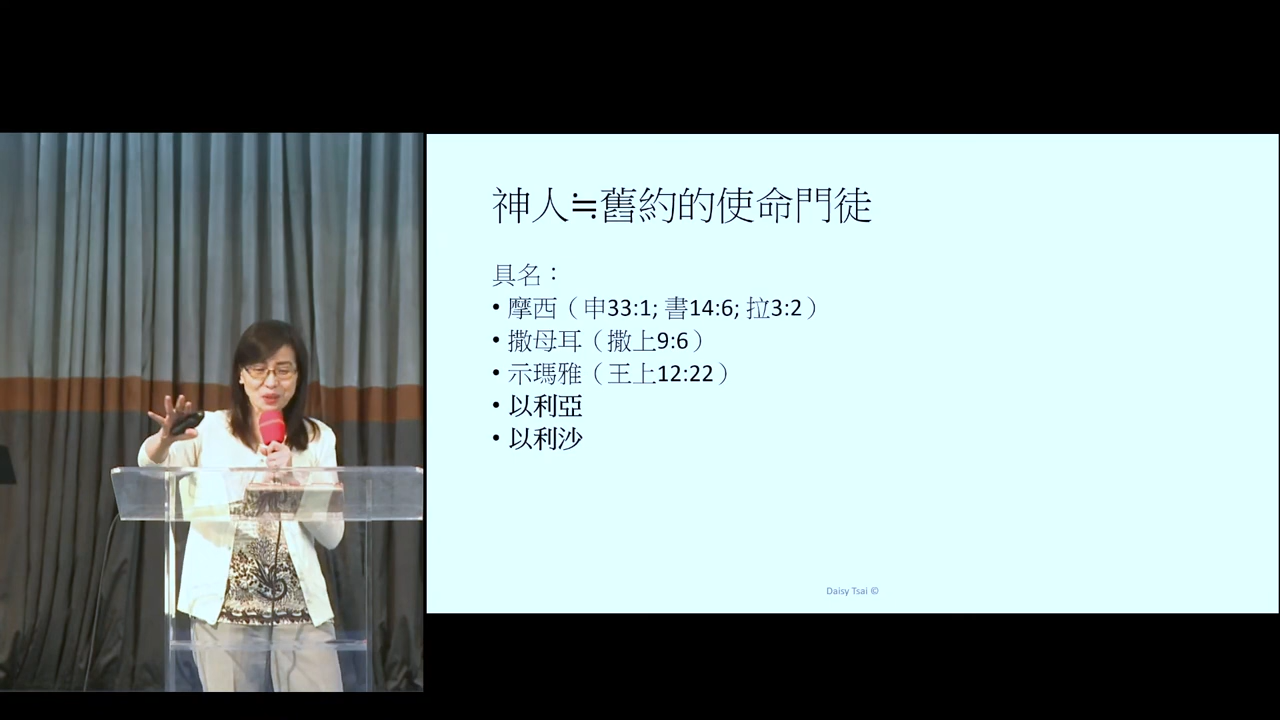 神人≒舊約的使命門徒
具名：
• 摩西（申33:1; 書14:6; 拉3:2）
• 撒母耳（撒上9:6）
• 示瑪雅（王上12:22）
• 以利亞
• 以利沙
Daisy Tsai ©